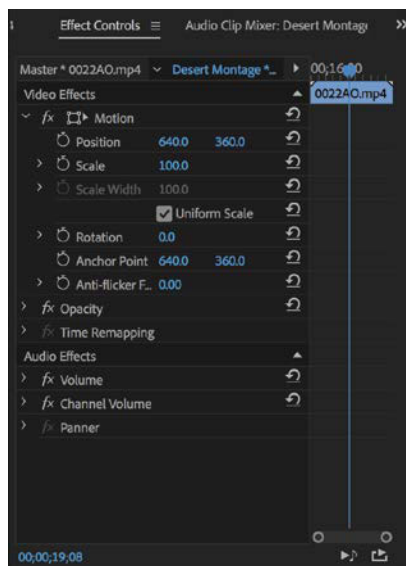 Effect Controls Audio Clip Mixer: Desert Montage
Master * 0022AO.mp4 Desert Montage *... 00;16
Video Effects 0022AO.mp4
fx Motion
Position 640.0 360.0
Scale 100.0
Scale Width 100.0
Uniform Scale
Rotation 0.0
Anchor Point 640.0 360.0
Anti-flicker F... 0.00
fx Opacity
fx Time Remapping
Audio Effects
fx Volume
fx Channel Volume
fx Panner
00;00;19;08